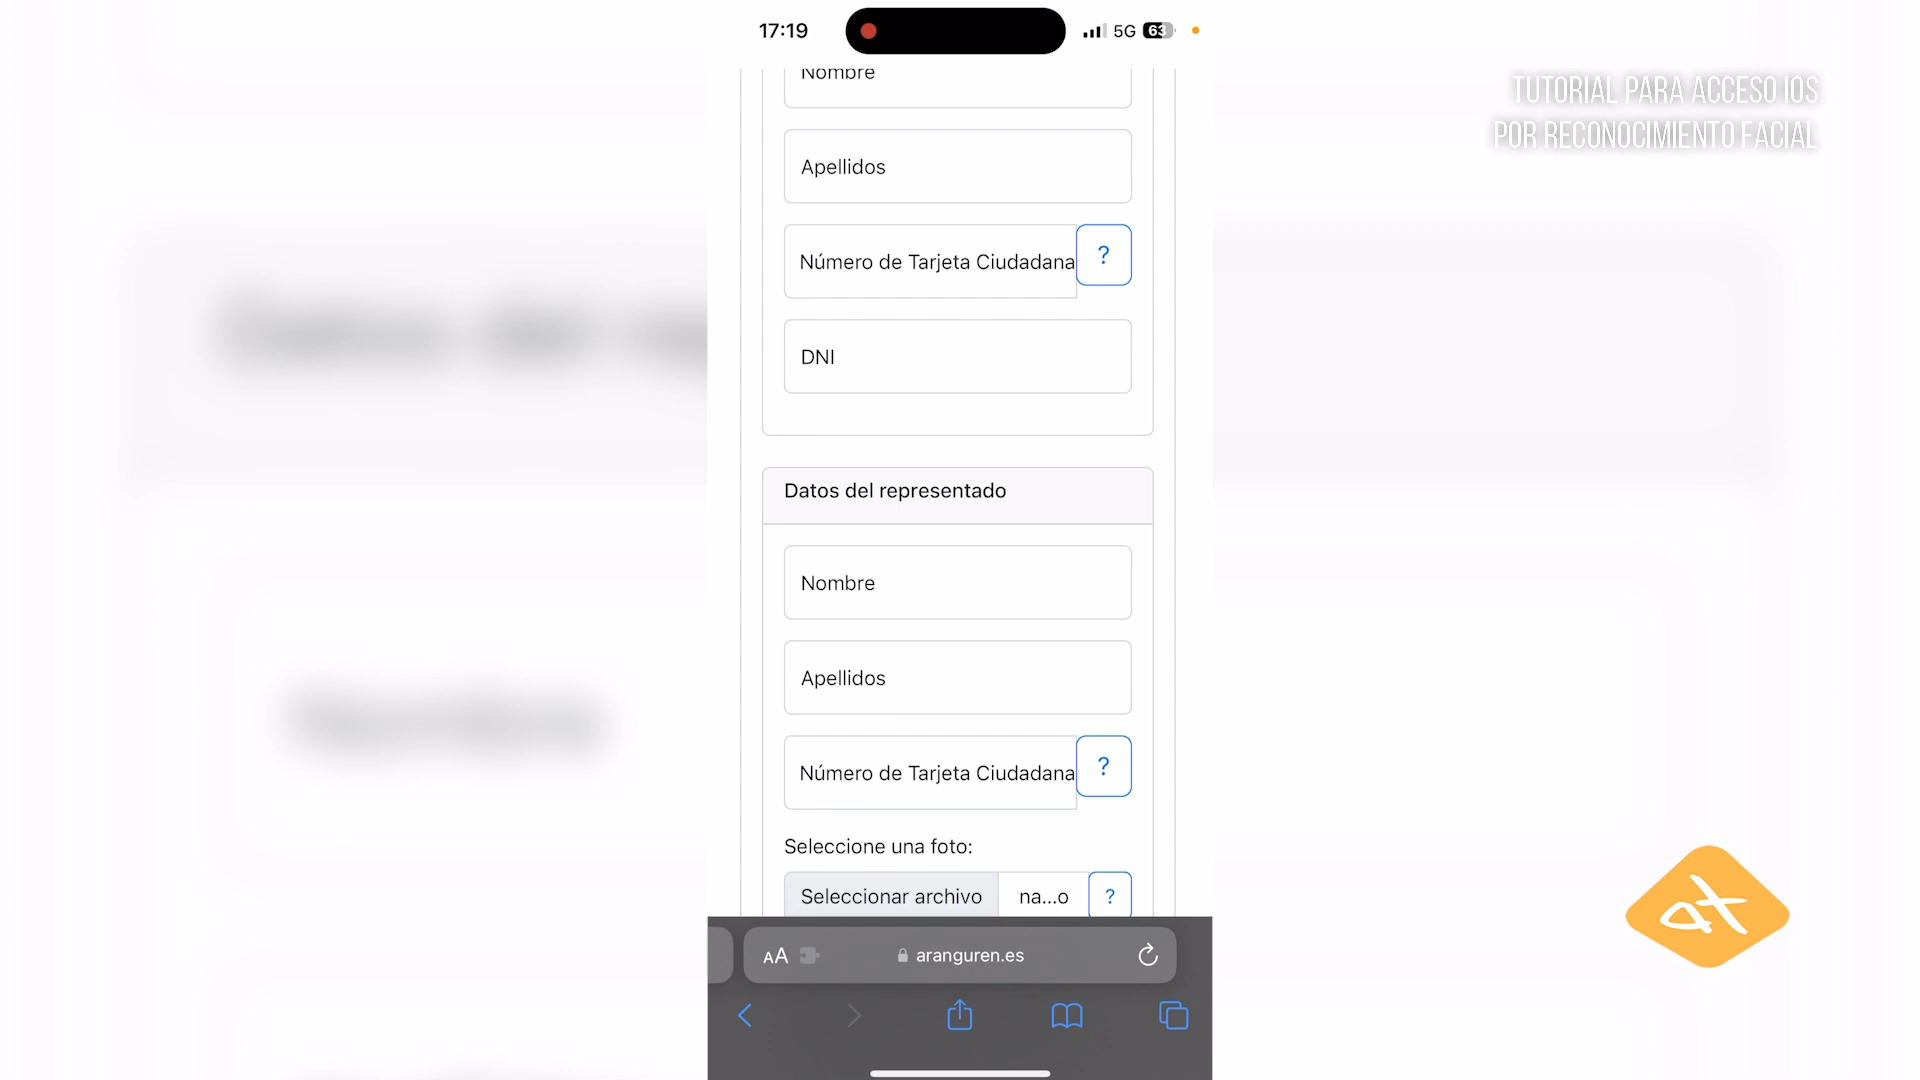 17:19
5G 63
TUTORIAL PARA ACCESO IOS
POR RECONOCIMIENTO FACIAL
Nombre
Apellidos
Número de Tarjeta Ciudadana ?
DNI
Datos del representado
Nombre
Apellidos
Número de Tarjeta Ciudadana ?
Seleccione una foto:
Seleccionar archivo na...o ?
AA aranguren.es